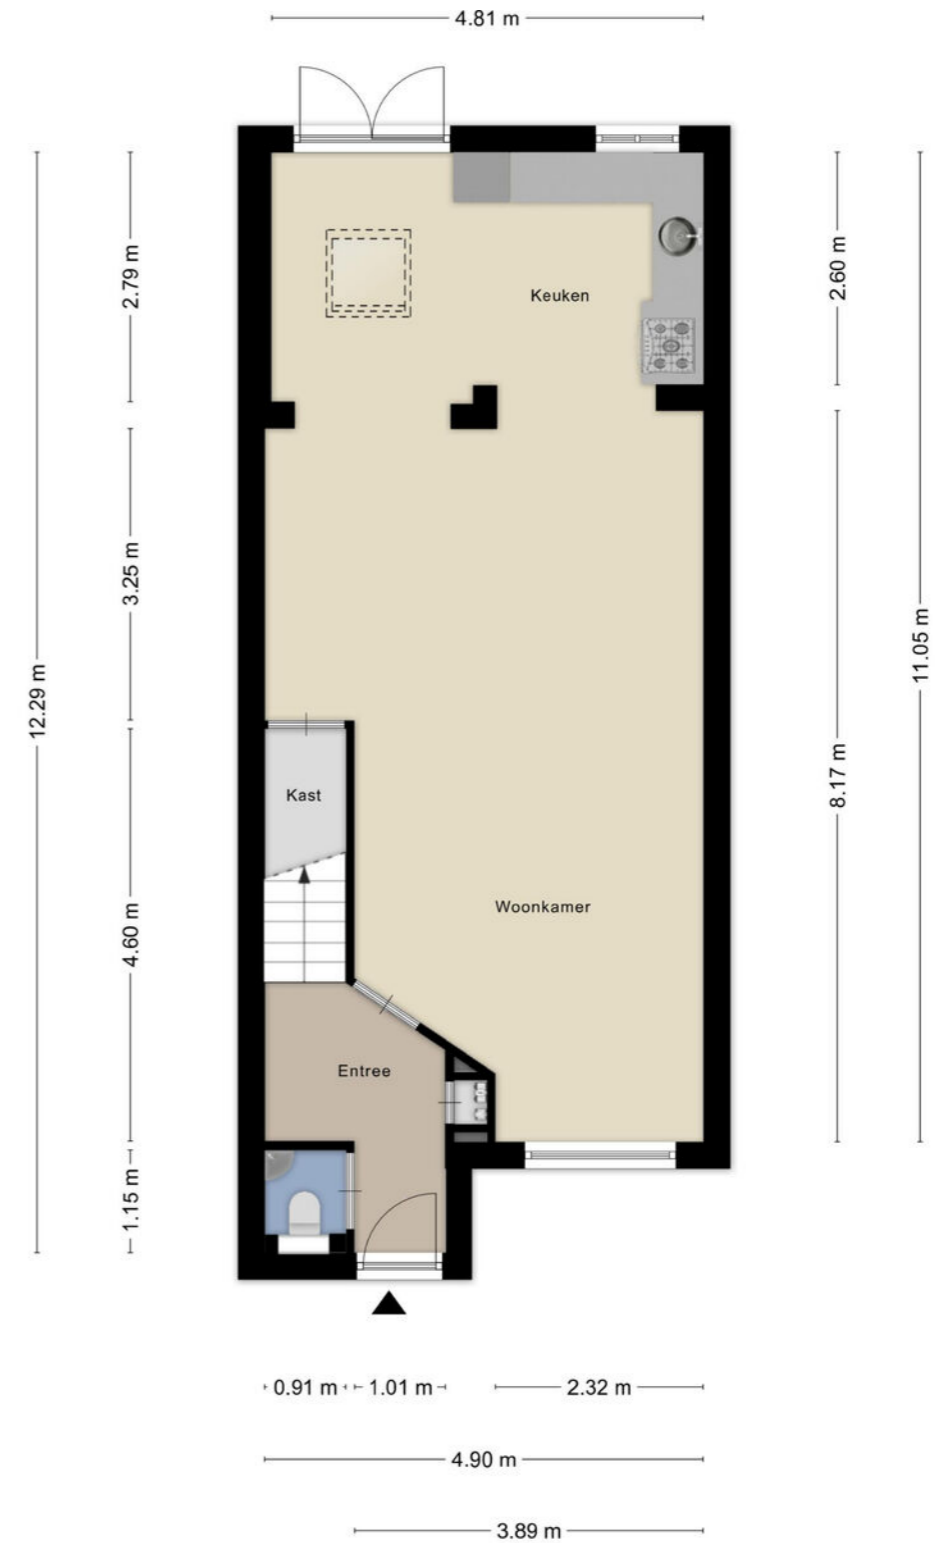 4.81 m
2.79 m
2.60 m
Keuken
3.25 m
12.29 m
11.05 m
8.17 m
Kast
Woonkamer
4.60 m
Entree
1.15 m
0.91 m
1.01 m
2.32 m
4.90 m
3.89 m